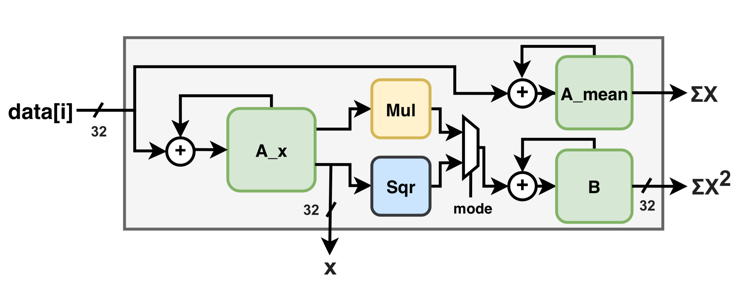 data[i]
32
+
A_x
32
x
Mul
Sqr
mode
+
A_mean
ΣX
+
B
32
ΣX²